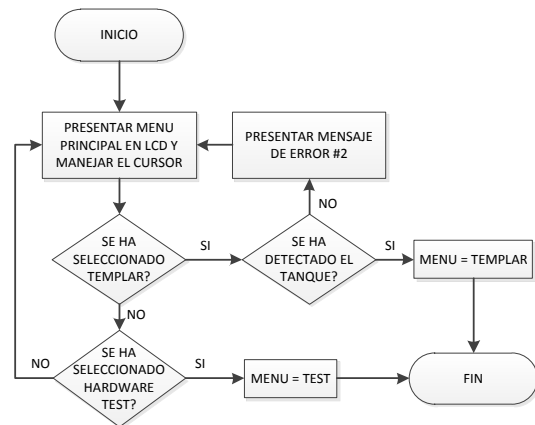 INICIO
PRESENTAR MENU
PRINCIPAL EN LCD Y
MANEJAR EL CURSOR
PRESENTAR MENSAJE
DE ERROR #2
NO
SE HA
SELECCIONADO
TEMPLAR?
SI
SE HA
DETECTADO EL
TANQUE?
SI
MENU = TEMPLAR
NO
SE HA
SELECCIONADO
HARDWARE
TEST?
NO
SI
MENU = TEST
FIN